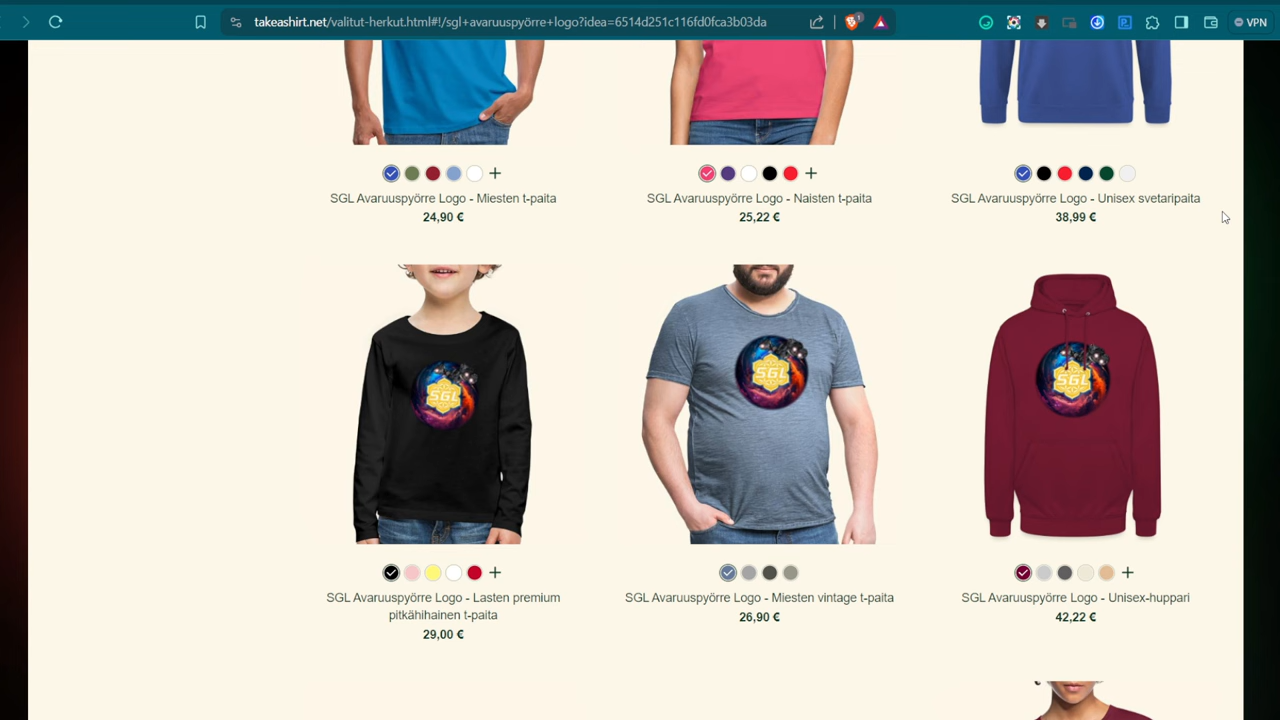 takeashirt.net/valitut-herkut.html#!/sgl+avaruuspyörre+logo?idea=6514d251c116fd0fca3b03da
1
VPN
SGL Avaruuspyörre Logo - Miesten t-paita
24,90 €
SGL Avaruuspyörre Logo - Naisten t-paita
25,22 €
SGL Avaruuspyörre Logo - Unisex svetaripaita
38,99 €
SGL
SGL
SGL
SGL Avaruuspyörre Logo - Lasten premium
pitkähihainen t-paita
29,00 €
SGL Avaruuspyörre Logo - Miesten vintage t-paita
26,90 €
SGL Avaruuspyörre Logo - Unisex-huppari
42,22 €